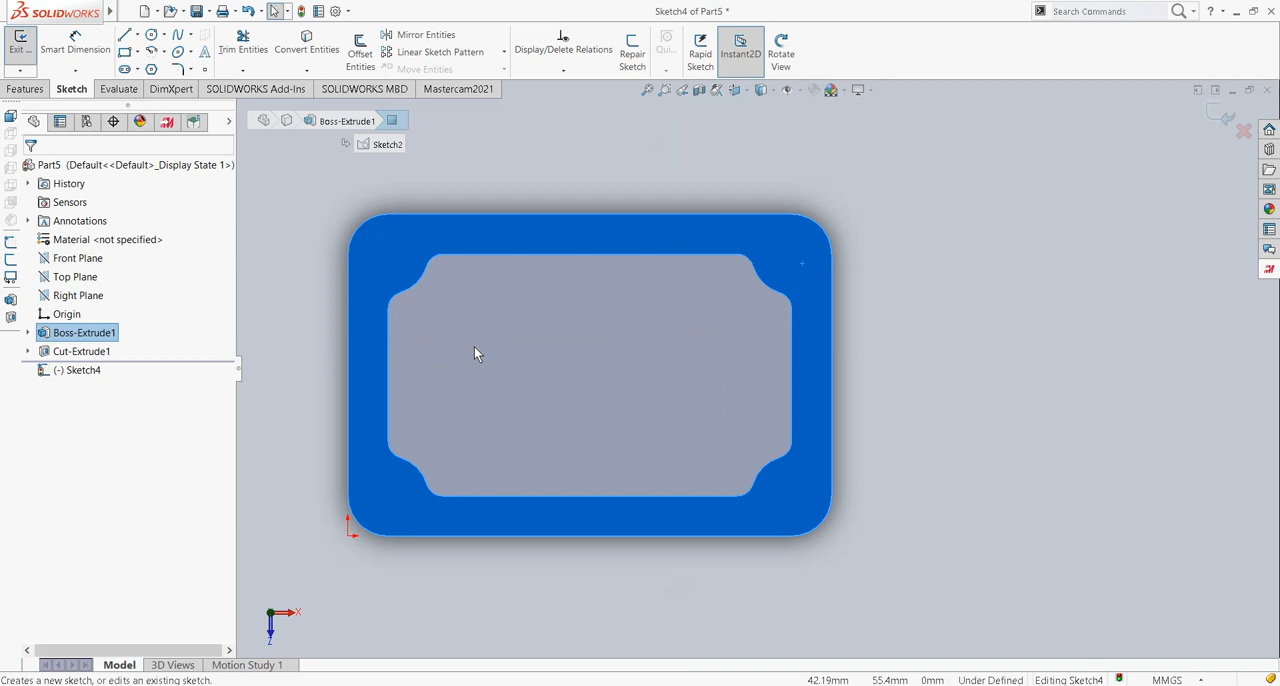 SOLIDWORKS
Sketch4 of Part5 *
Search Commands
?
Exit ...
Smart Dimension
Trim Entities
Convert Entities
Offset Entities
Mirror Entities
Linear Sketch Pattern
Move Entities
Display/Delete Relations
Repair Sketch
Qui...
Rapid Sketch
Instant2D
Rotate View
Features
Sketch
Evaluate
DimXpert
SOLIDWORKS Add-Ins
SOLIDWORKS MBD
Mastercam2021
Boss-Extrude1
Sketch2
Part5 (Default<<Default>_Display State 1>)
History
Sensors
Annotations
Material <not specified>
Front Plane
Top Plane
Right Plane
Origin
Boss-Extrude1
Cut-Extrude1
(-) Sketch4
X
Z
Model
3D Views
Motion Study 1
Creates a new sketch, or edits an existing sketch.
42.19mm
55.4mm
0mm
Under Defined
Editing Sketch4
MMGS